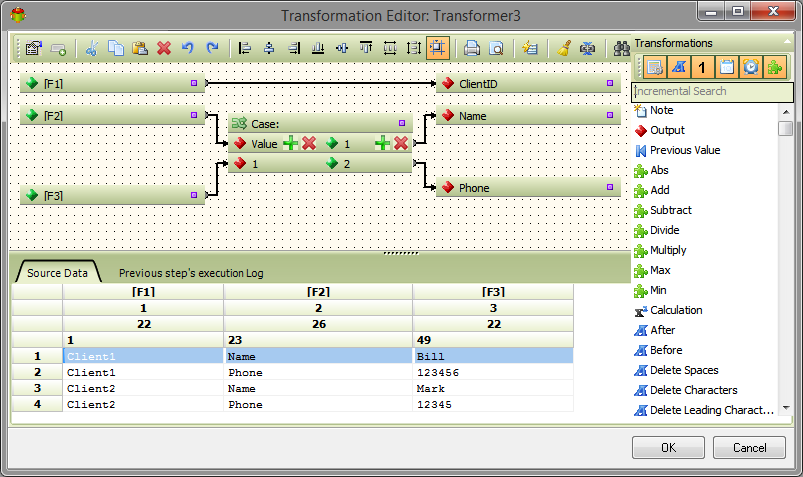 Transformation Editor: Transformer3
Transformations
1
Incremental Search
[F1]
ClientID
[F2]
Name
Case:
Value
1
1
2
[F3]
Phone
Note
Output
Previous Value
Abs
Add
Subtract
Divide
Multiply
Max
Min
Calculation
After
Before
Delete Spaces
Delete Characters
Delete Leading Charact...
Source Data Previous step's execution Log
[F1] [F2] [F3]
1 2 3
22 26 22
1 23 49
1 Client1 Name Bill
2 Client1 Phone 123456
3 Client2 Name Mark
4 Client2 Phone 12345
OK Cancel